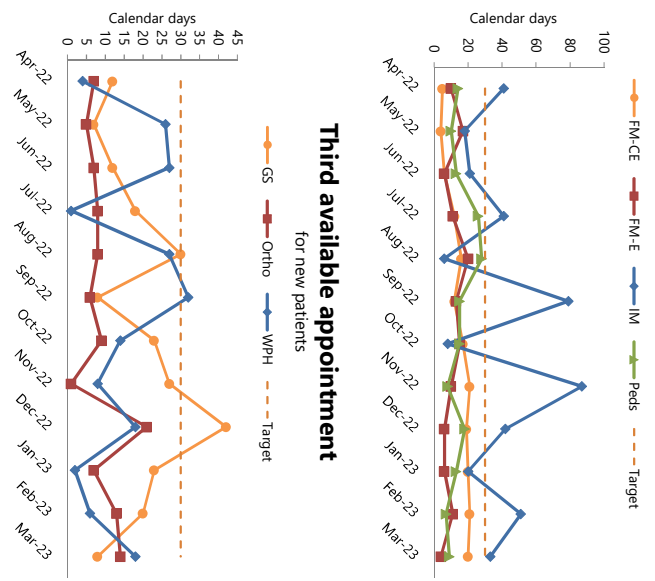 FM-CE FM-E IM Peds Target
Calendar days
100
80
60
40
20
0
Apr-22 May-22 Jun-22 Jul-22 Aug-22 Sep-22 Oct-22 Nov-22 Dec-22 Jan-23 Feb-23 Mar-23
Third available appointment
for new patients
GS Ortho WPH Target
Calendar days
45
40
35
30
25
20
15
10
5
0
Apr-22 May-22 Jun-22 Jul-22 Aug-22 Sep-22 Oct-22 Nov-22 Dec-22 Jan-23 Feb-23 Mar-23